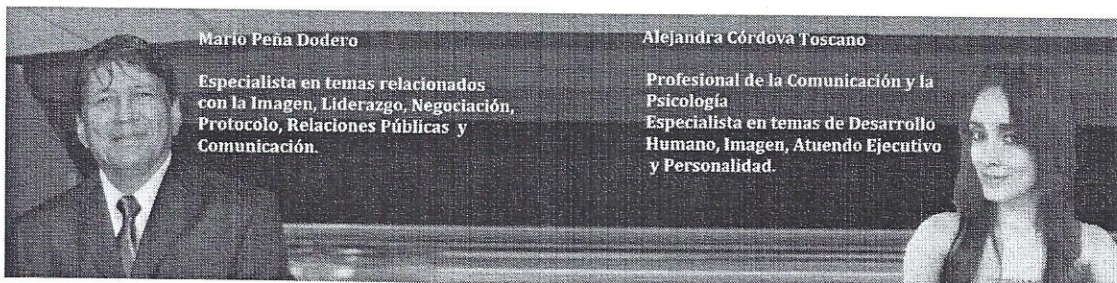 Mario Peña Dodero
Especialista en temas relacionados
con la Imagen, Liderazgo, Negociación,
Protocolo, Relaciones Públicas y
Comunicación.
Alejandra Córdova Toscano
Profesional de la Comunicación y la
Psicología
Especialista en temas de Desarrollo
Humano, Imagen, Atuendo Ejecutivo
y Personalidad.